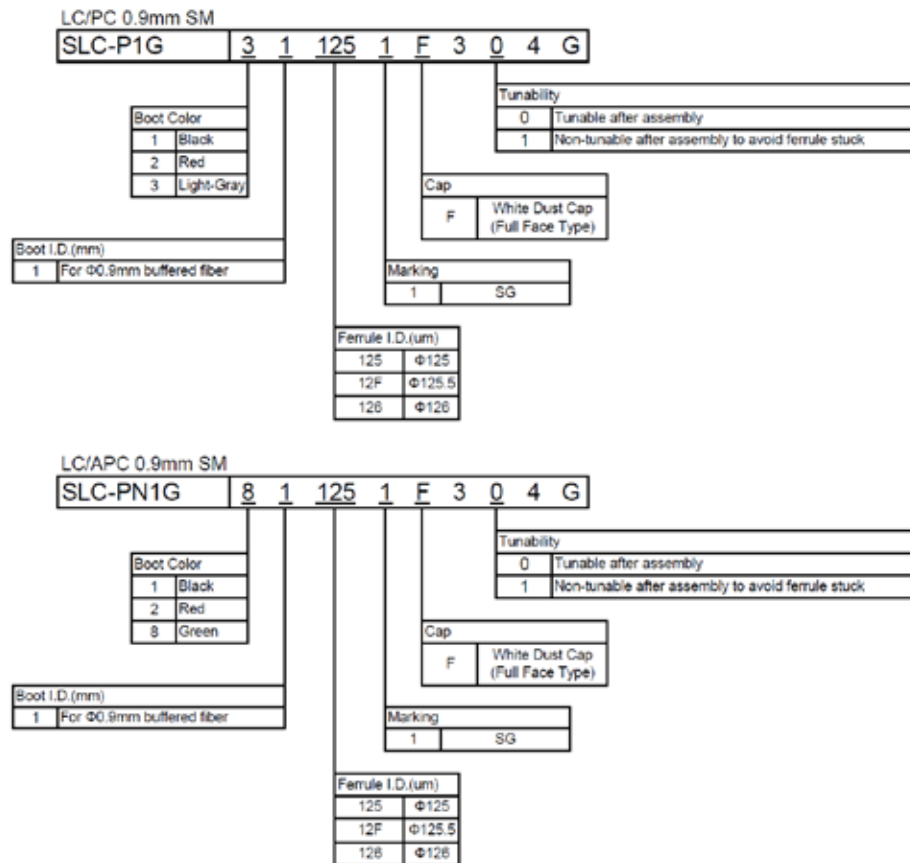 LC/PC 0.9mm SM
SLC-P1G 3 1 125 1 F 3 0 4 G
Tunability
0 Tunable after assembly
1 Non-tunable after assembly to avoid ferrule stuck
Boot Color
1 Black
2 Red
3 Light-Gray
Cap
F White Dust Cap
(Full Face Type)
Boot I.D.(mm)
1 For Φ0.9mm buffered fiber
Marking
1 SG
Ferrule I.D.(um)
125 Φ125
12F Φ125.5
126 Φ126
LC/APC 0.9mm SM
SLC-PN1G 8 1 125 1 F 3 0 4 G
Tunability
0 Tunable after assembly
1 Non-tunable after assembly to avoid ferrule stuck
Boot Color
1 Black
2 Red
8 Green
Cap
F White Dust Cap
(Full Face Type)
Boot I.D.(mm)
1 For Φ0.9mm buffered fiber
Marking
1 SG
Ferrule I.D.(um)
125 Φ125
12F Φ125.5
126 Φ126